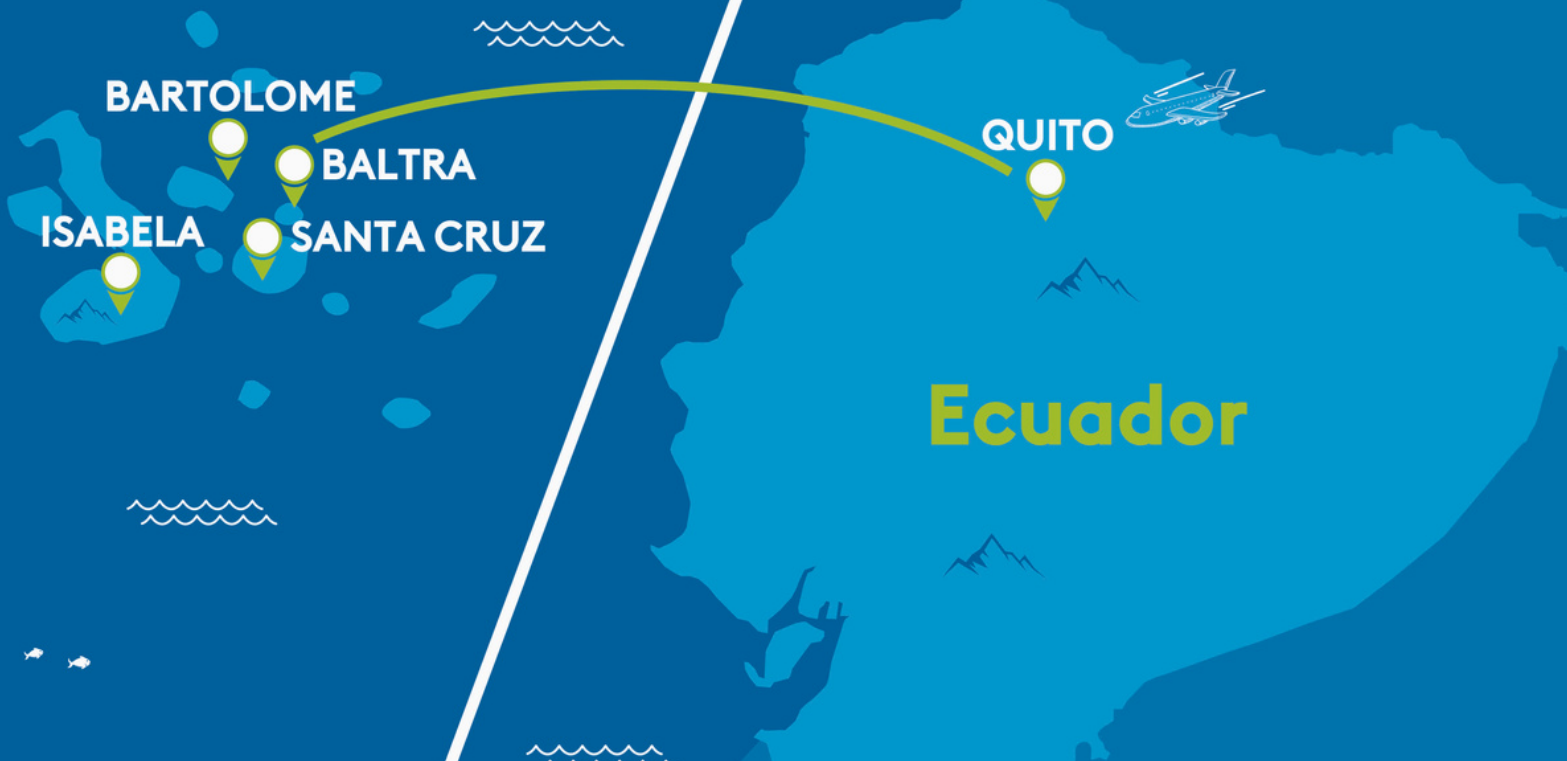 BARTOLOME
BALTRA
ISABELA
SANTA CRUZ
QUITO
Ecuador